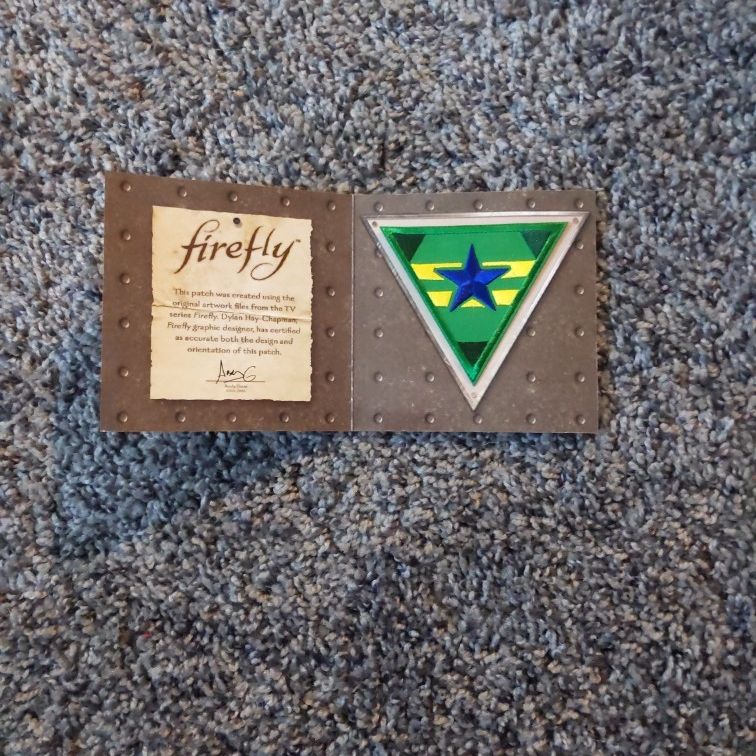 firefly™
This patch was created using the
original artwork files from the TV
series Firefly. Dylan Hay-Chapman,
Firefly graphic designer, has certified
as accurate both the design and
orientation of this patch.